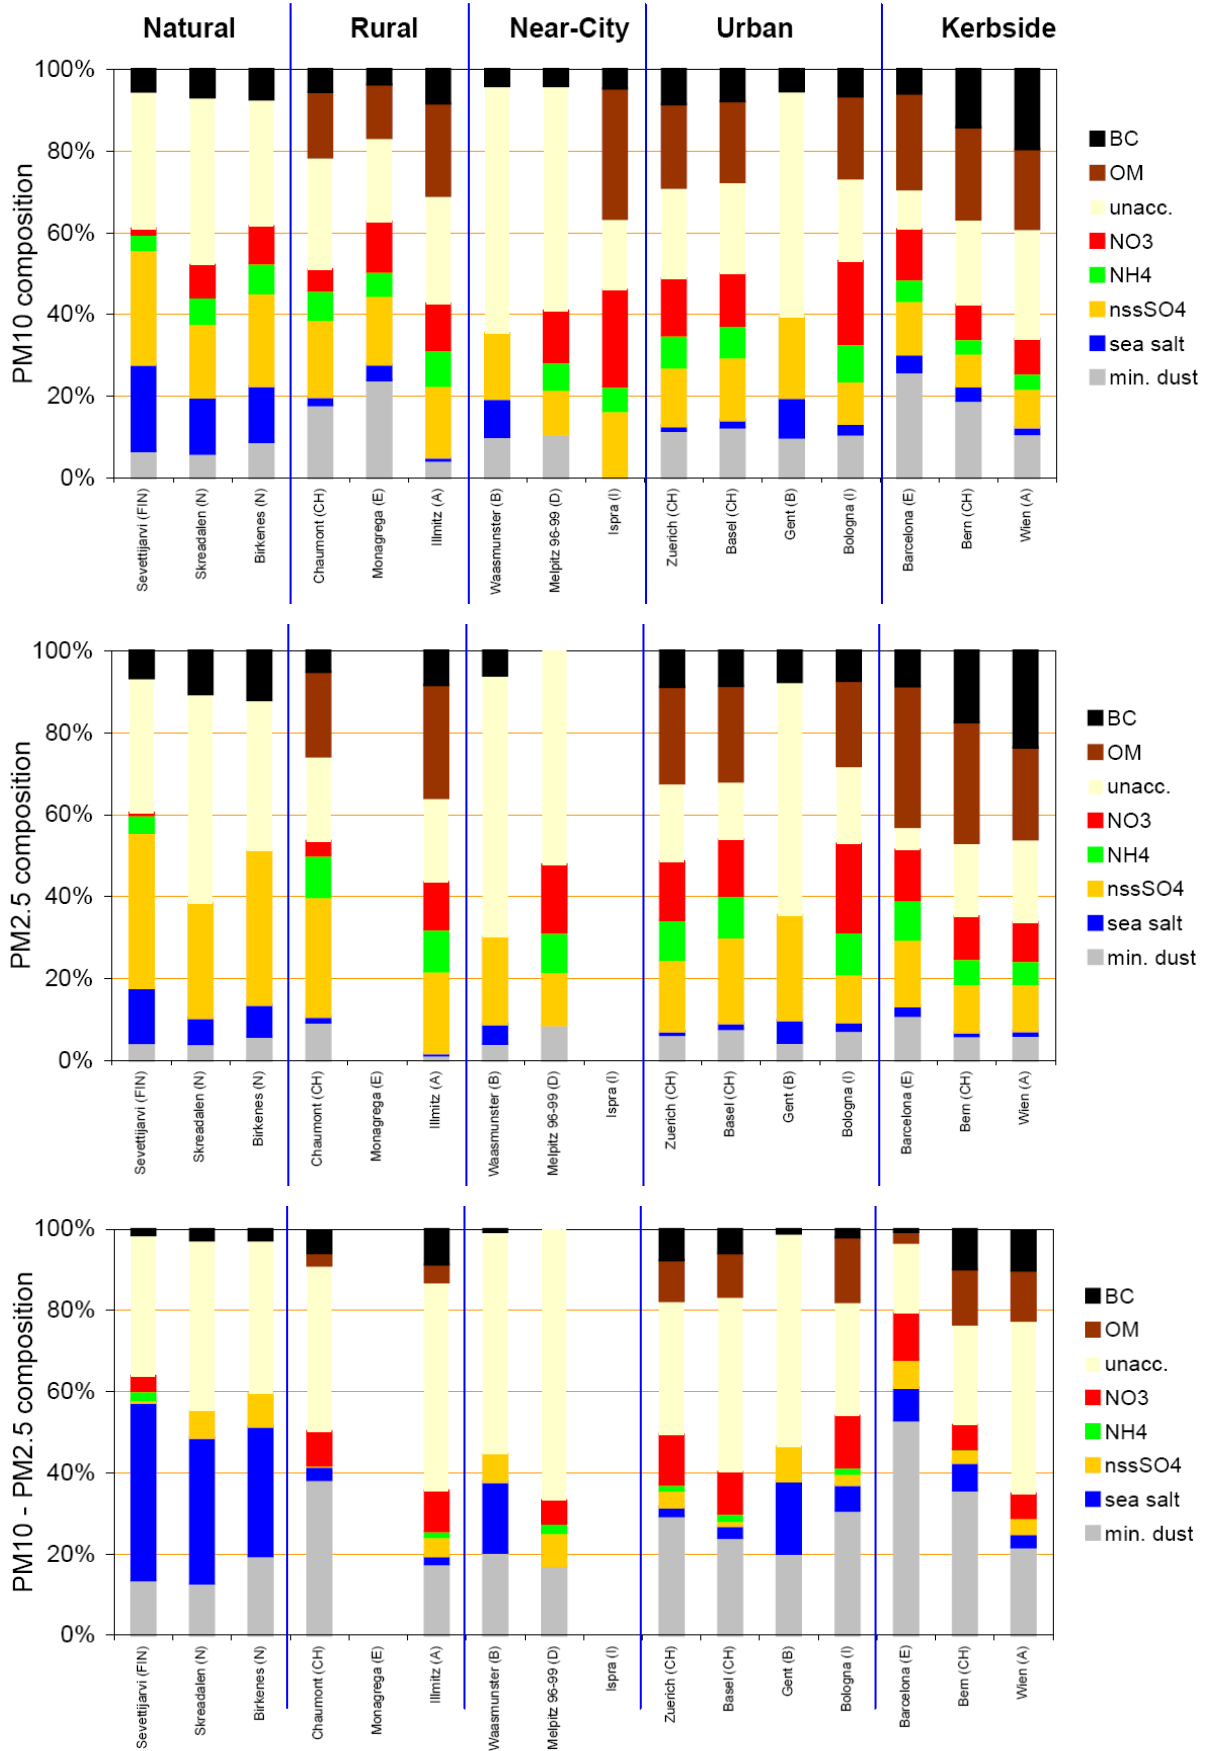 Natural Rural Near-City Urban Kerbside
PM10 composition
100%
80%
60%
40%
20%
0%
Sevettijarvi (FIN)
Skreadalen (N)
Birkenes (N)
Chaumont (CH)
Monagrega (E)
Illmitz (A)
Waasmunster (B)
Melpitz 96-99 (D)
Ispra (I)
Zuerich (CH)
Basel (CH)
Gent (B)
Bologna (I)
Barcelona (E)
Bern (CH)
Wien (A)
BC
OM
unacc.
NO3
NH4
nssSO4
sea salt
min. dust
PM2.5 composition
100%
80%
60%
40%
20%
0%
Sevettijarvi (FIN)
Skreadalen (N)
Birkenes (N)
Chaumont (CH)
Monagrega (E)
Illmitz (A)
Waasmunster (B)
Melpitz 96-99 (D)
Ispra (I)
Zuerich (CH)
Basel (CH)
Gent (B)
Bologna (I)
Barcelona (E)
Bern (CH)
Wien (A)
BC
OM
unacc.
NO3
NH4
nssSO4
sea salt
min. dust
PM10 - PM2.5 composition
100%
80%
60%
40%
20%
0%
Sevettijarvi (FIN)
Skreadalen (N)
Birkenes (N)
Chaumont (CH)
Monagrega (E)
Illmitz (A)
Waasmunster (B)
Melpitz 96-99 (D)
Ispra (I)
Zuerich (CH)
Basel (CH)
Gent (B)
Bologna (I)
Barcelona (E)
Bern (CH)
Wien (A)
BC
OM
unacc.
NO3
NH4
nssSO4
sea salt
min. dust